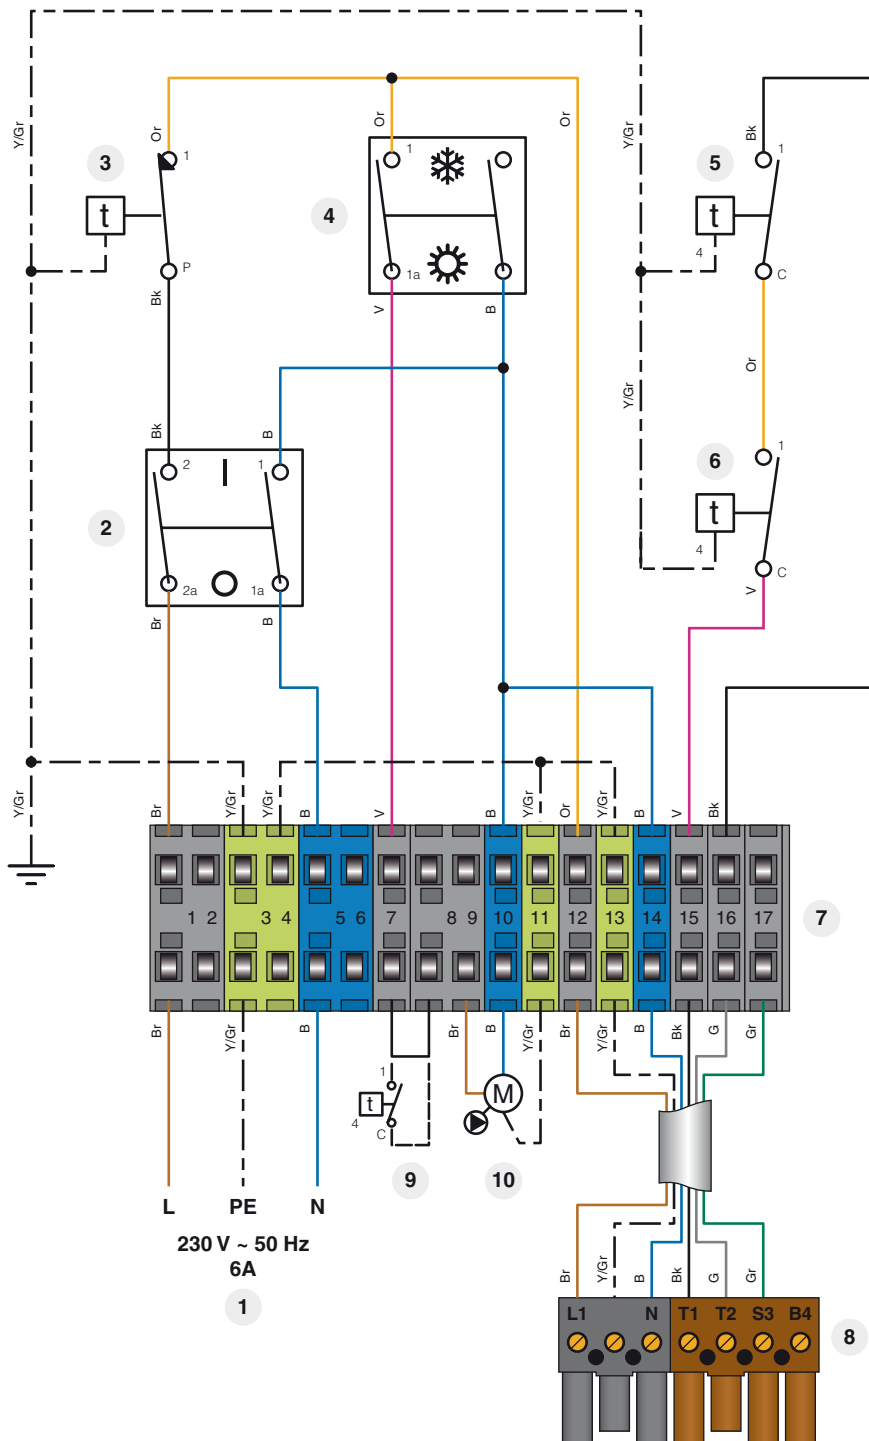 Y/Gr
Or
Or
Or
Y/Gr
Bk
3
1
t
P
Bk
4
1
1a
V
B
5
1
t
4
C
Or
Y/Gr
Bk
B
2
2
I
1
2a
1a
Br
B
6
1
t
4
C
V
Y/Gr
Br
Y/Gr
Y/Gr
B
V
B
Y/Gr
Or
Y/Gr
B
V
Bk
1 2 3 4 5 6 7 8 9 10 11 12 13 14 15 16 17
7
Br
Y/Gr
B
Br
B
Y/Gr
Br
Y/Gr
B
Bk
G
Gr
1
t
4
C
M
9
10
L PE N
230 V ~ 50 Hz
6A
1
Br
Y/Gr
B
Bk
G
Gr
L1 N T1 T2 S3 B4
8